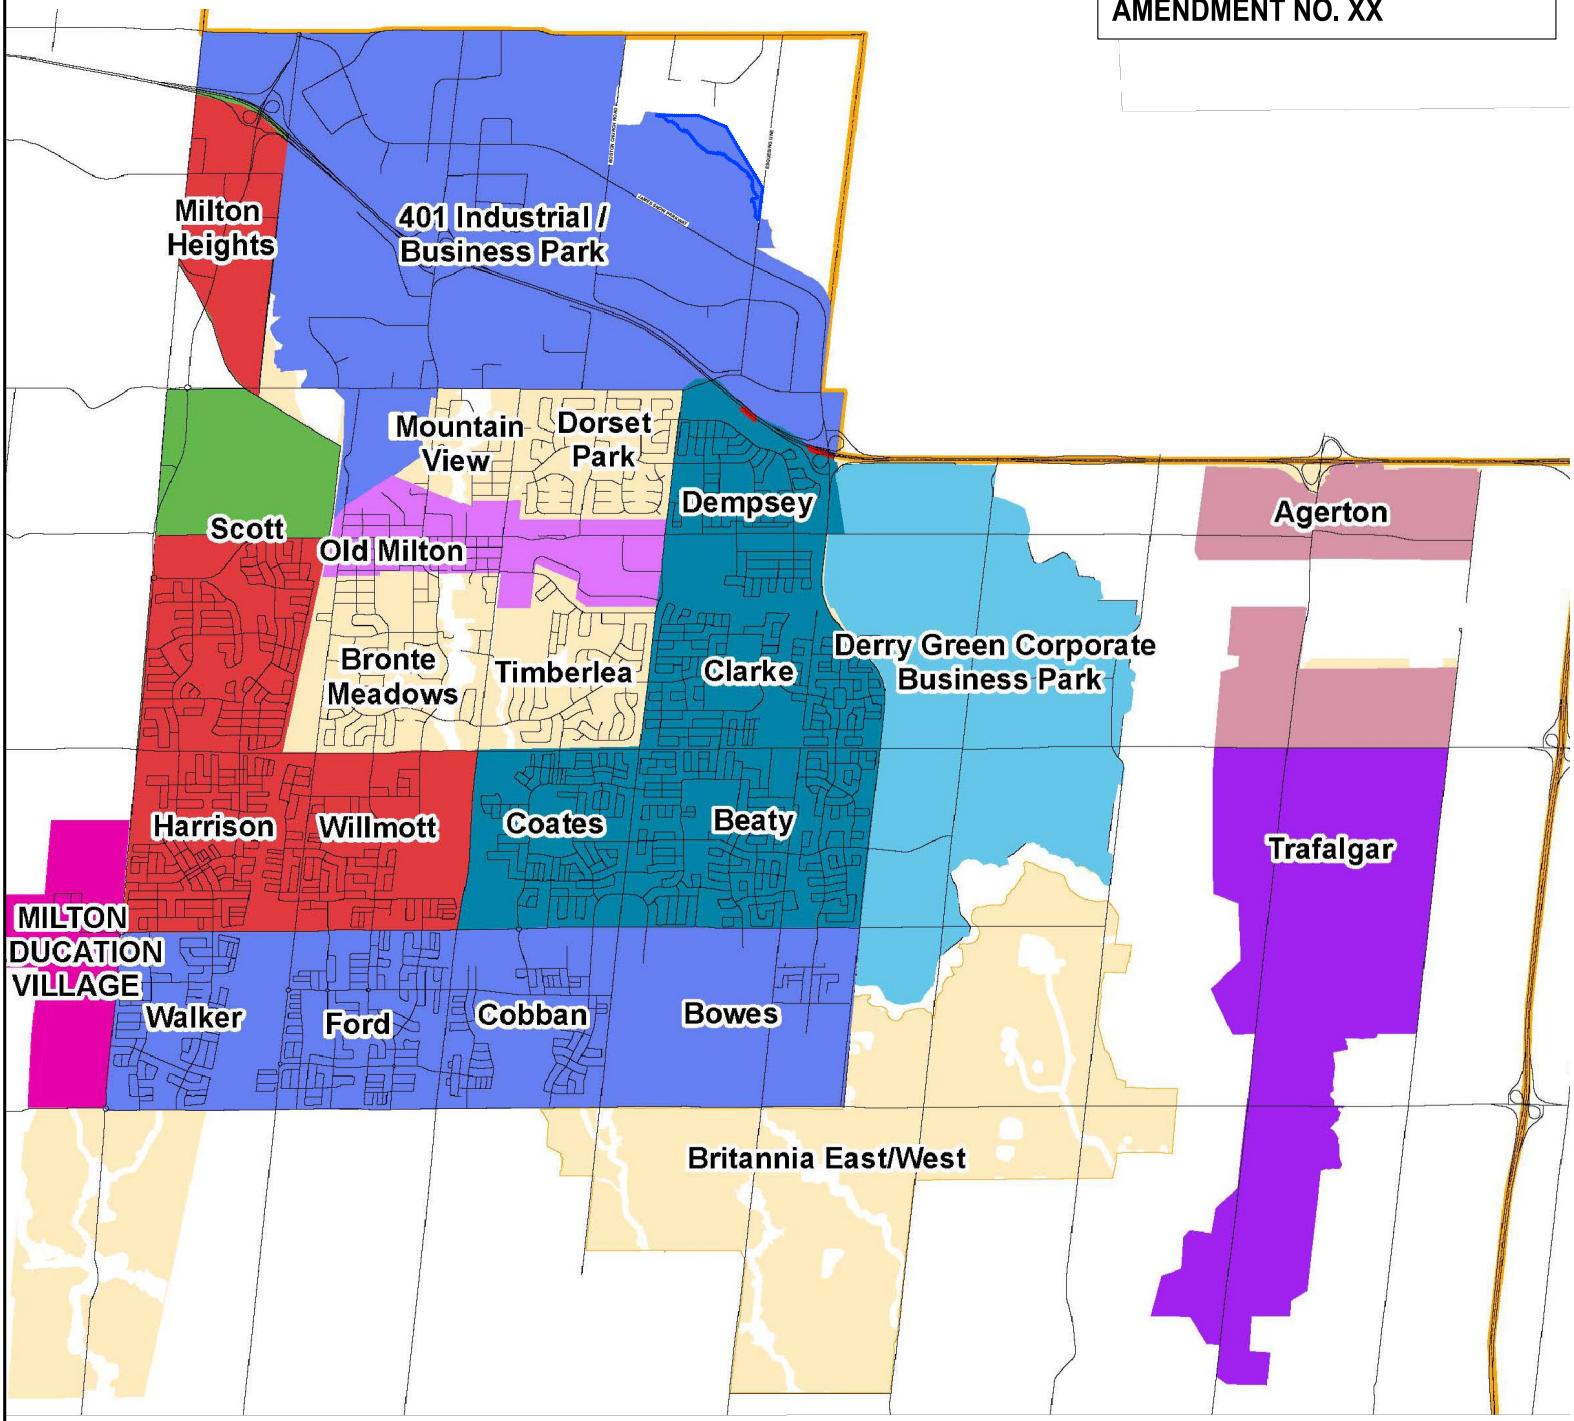 AMENDMENT NO. XX
Milton
Heights
401 Industrial /
Business Park
Mountain
View
Dorset
Park
Dempsey
Agerton
Scott
Old Milton
Bronte
Meadows
Timberlea
Clarke
Derry Green Corporate
Business Park
Harrison
Willmott
Coates
Beaty
Trafalgar
MILTON
DUCATION
VILLAGE
Walker
Ford
Cobban
Bowes
Britannia East/West